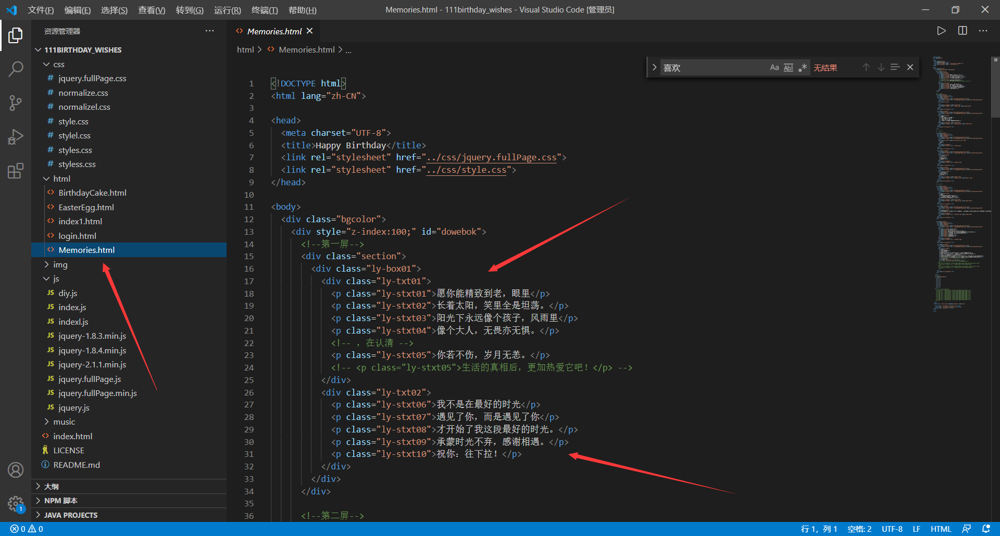 文件(F) 编辑(E) 选择(S) 查看(V) 转到(G) 运行(R) 终端(T) 帮助(H) Memories.html - 111birthday_wishes - Visual Studio Code [管理员]
资源管理器
111BIRTHDAY_WISHES
css
# jquery.fullPage.css
# normalize.css
# normalizel.css
# style.css
# stylel.css
# styles.css
# styless.css
html
<> BirthdayCake.html
<> EasterEgg.html
<> index1.html
<> login.html
<> Memories.html
img
js
JS diy.js
JS index.js
JS indexl.js
JS jquery-1.8.3.min.js
JS jquery-1.8.4.min.js
JS jquery-2.1.1.min.js
JS jquery.fullPage.js
JS jquery.fullPage.min.js
JS jquery.js
music
<> index.html
LICENSE
README.md
大纲
NPM 脚本
JAVA PROJECTS
1
<> Memories.html
html > <> Memories.html > ...
喜欢 Aa Abl .* 无结果
1 <!DOCTYPE html>
2 <html lang="zh-CN">
3
4 <head>
5 <meta charset="UTF-8">
6 <title>Happy Birthday</title>
7 <link rel="stylesheet" href="../css/jquery.fullPage.css">
8 <link rel="stylesheet" href="../css/style.css">
9 </head>
10
11 <body>
12 <div class="bgcolor">
13 <div style="z-index:100;" id="dowebok">
14 <!--第一屏-->
15 <div class="section">
16 <div class="ly-box01">
17 <div class="ly-txt01">
18 <p class="ly-stxt01">愿你能精致到老，眼里</p>
19 <p class="ly-stxt02">长着太阳，笑里全是坦荡。</p>
20 <p class="ly-stxt03">阳光下永远像个孩子，风雨里</p>
21 <p class="ly-stxt04">像个大人，无畏亦无惧。</p>
22 <!-- ，在认清 -->
23 <p class="ly-stxt05">你若不伤，岁月无恙。</p>
24 <!-- <p class="ly-stxt05">生活的真相后，更加热爱它吧！</p> -->
25 </div>
26 <div class="ly-txt02">
27 <p class="ly-stxt06">我不是在最好的时光</p>
28 <p class="ly-stxt07">遇见了你，而是遇见了你</p>
29 <p class="ly-stxt08">才开始了我这段最好的时光。</p>
30 <p class="ly-stxt09">承蒙时光不弃，感谢相遇。</p>
31 <p class="ly-stxt10">祝你：往下拉！</p>
32 </div>
33 </div>
34 </div>
35
36 <!--第二屏-->
0 0 行 1，列 1 空格: 2 UTF-8 LF HTML